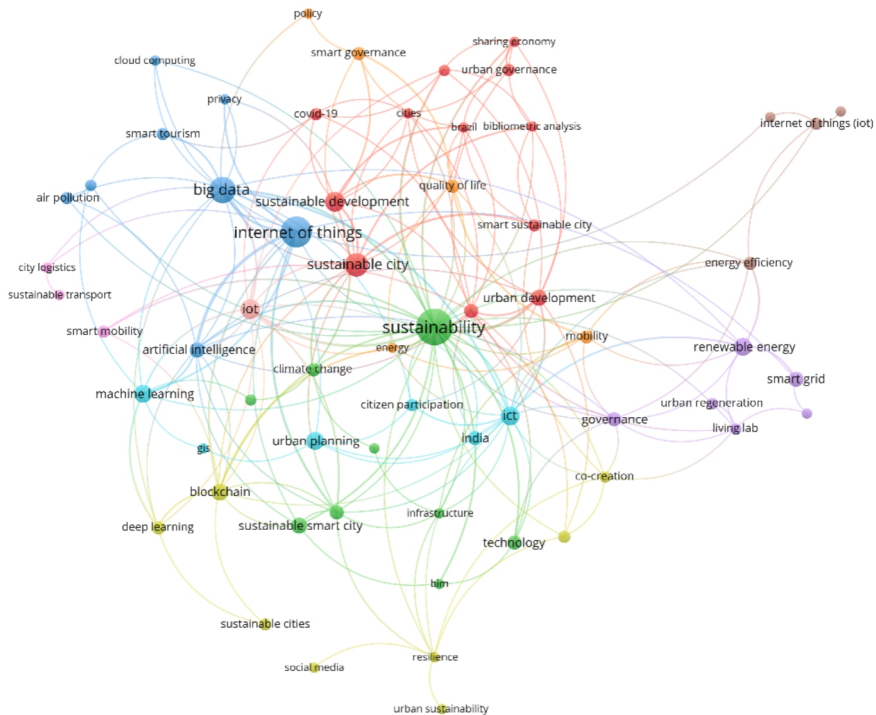 policy
smart governance
sharing economy
cloud computing
urban governance
privacy
covid-19
cities
internet of things (iot)
smart tourism
brazil
bibliometric analysis
big data
quality of life
air pollution
sustainable development
smart sustainable city
internet of things
city logistics
sustainable city
energy efficiency
sustainable transport
urban development
iot
sustainability
smart mobility
mobility
artificial intelligence
energy
renewable energy
climate change
smart grid
machine learning
citizen participation
urban regeneration
ict
governance
living lab
urban planning
india
gis
co-creation
blockchain
deep learning
sustainable smart city
infrastructure
technology
bim
sustainable cities
resilience
social media
urban sustainability